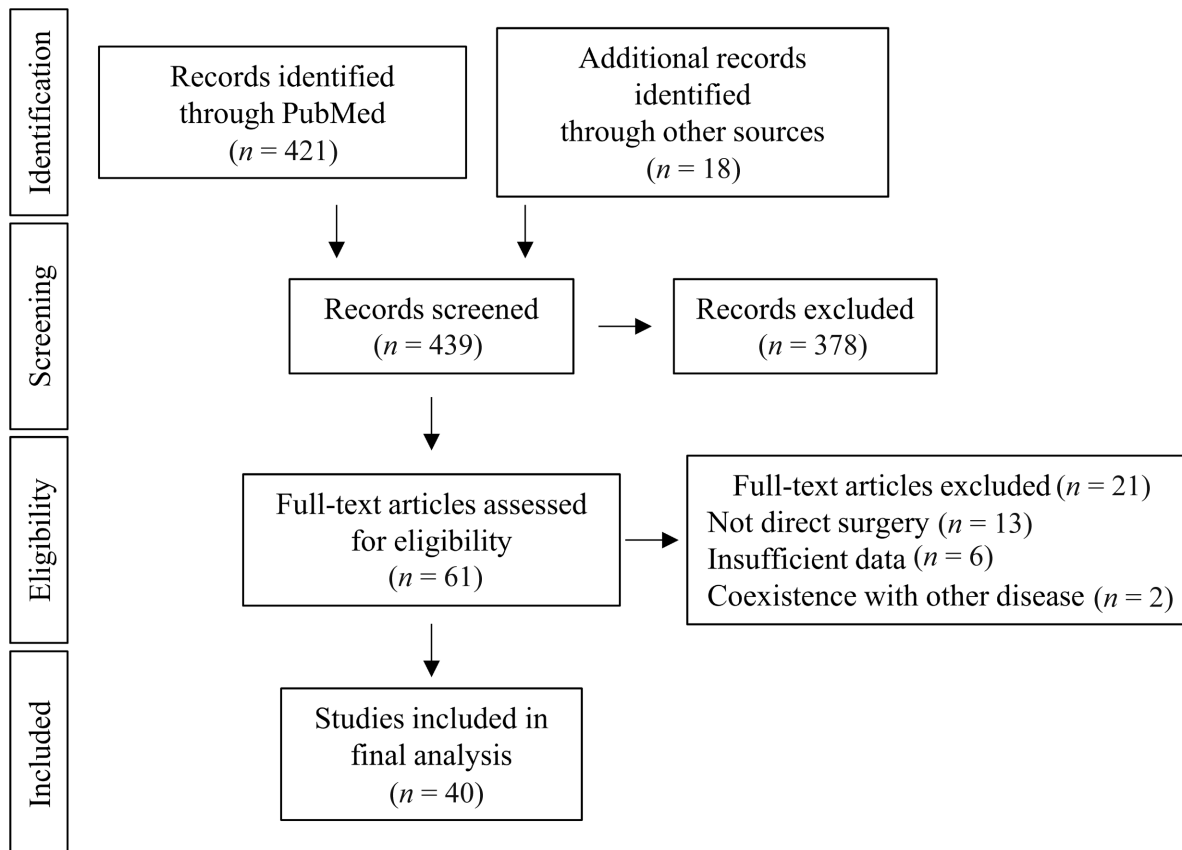 Identification
Records identified
through PubMed
(n = 421)
Additional records
identified
through other sources
(n = 18)
Screening
Records screened
(n = 439)
Records excluded
(n = 378)
Eligibility
Full-text articles assessed
for eligibility
(n = 61)
Full-text articles excluded (n = 21)
Not direct surgery (n = 13)
Insufficient data (n = 6)
Coexistence with other disease (n = 2)
Included
Studies included in
final analysis
(n = 40)